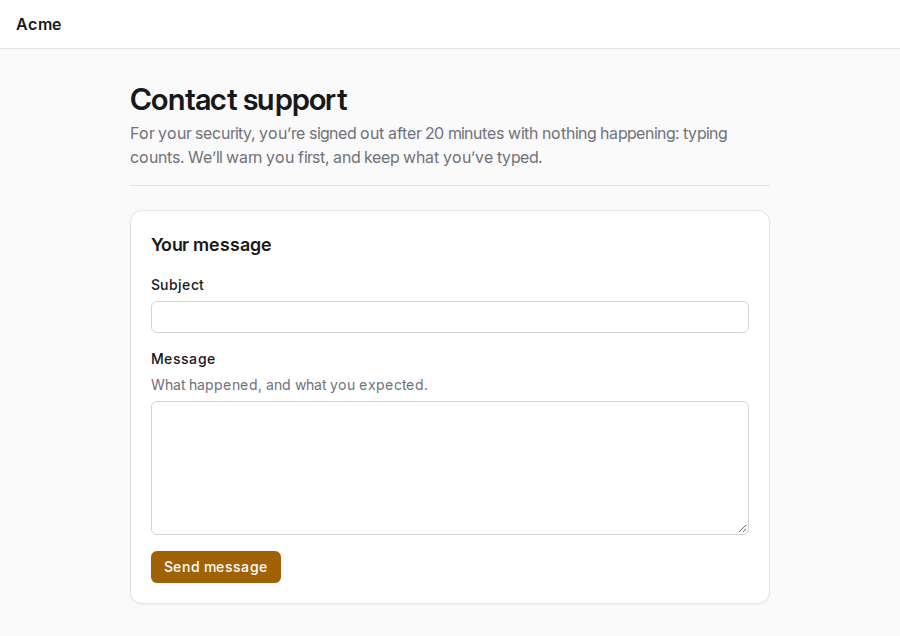 Acme
Contact support
For your security, you’re signed out after 20 minutes with nothing happening: typing
counts. We’ll warn you first, and keep what you’ve typed.
Your message
Subject
Message
What happened, and what you expected.
Send message